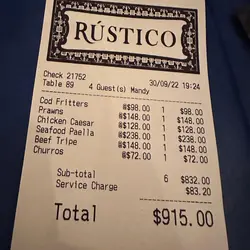 RÚSTICO
Check 21752 30/09/22 19:24
Table 89 4 Guest(s) Mandy
Cod Fritters @$98.00 1 $98.00
Prawns @$148.00 1 $148.00
Chicken Caesar @$128.00 1 $128.00
Seafood Paella @$238.00 1 $238.00
Beef Tripe @$148.00 1 $148.00
Churros @$72.00 1 $72.00
Sub-total 6 $832.00
Service Charge $83.20
Total $915.00